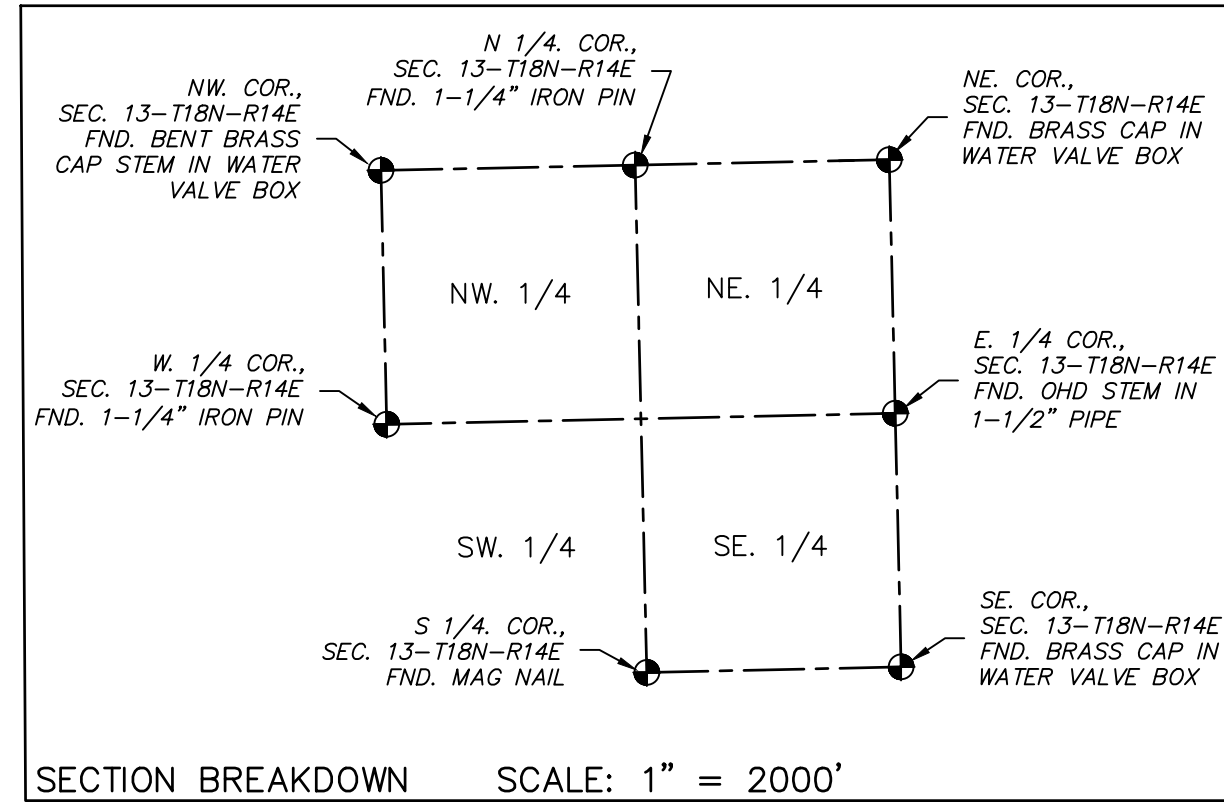 N 1/4. COR.,
SEC. 13-T18N-R14E
FND. 1-1/4" IRON PIN
NW. COR.,
SEC. 13-T18N-R14E
FND. BENT BRASS
CAP STEM IN WATER
VALVE BOX
NE. COR.,
SEC. 13-T18N-R14E
FND. BRASS CAP IN
WATER VALVE BOX
NW. 1/4
NE. 1/4
W. 1/4 COR.,
SEC. 13-T18N-R14E
FND. 1-1/4" IRON PIN
E. 1/4 COR.,
SEC. 13-T18N-R14E
FND. OHD STEM IN
1-1/2" PIPE
SW. 1/4
SE. 1/4
S 1/4. COR.,
SEC. 13-T18N-R14E
FND. MAG NAIL
SE. COR.,
SEC. 13-T18N-R14E
FND. BRASS CAP IN
WATER VALVE BOX
SECTION BREAKDOWN SCALE: 1" = 2000'